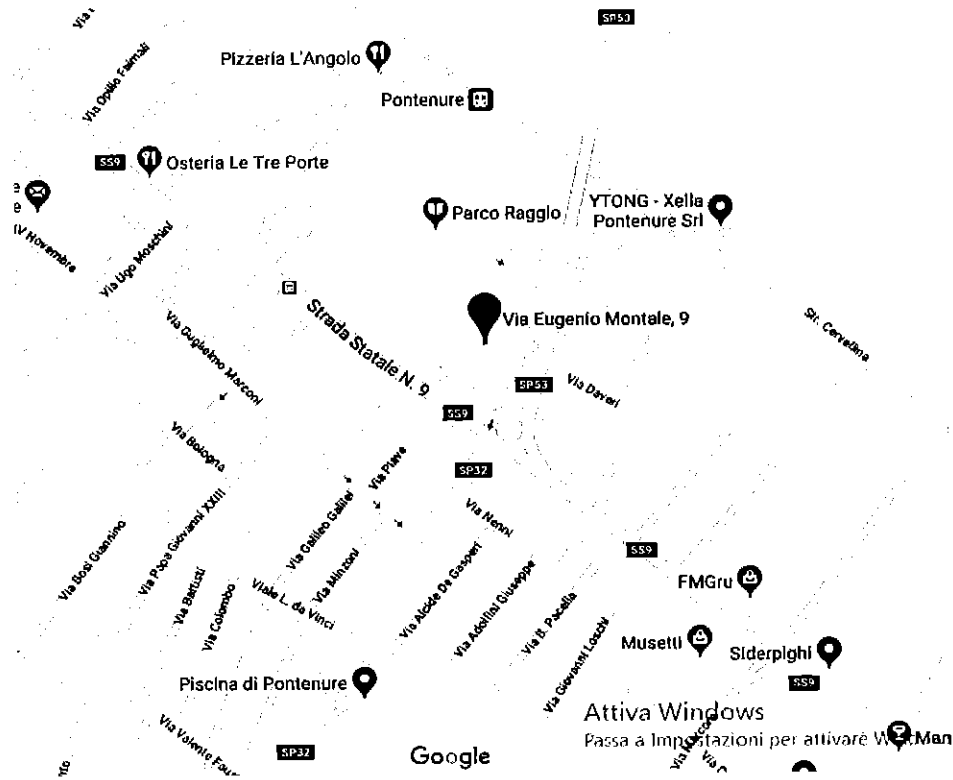 SP53
Via Opilio Faimali
Pizzeria L'Angolo
Pontenure
SS9
Osteria Le Tre Porte
IV Novembre
Via Ugo Moschini
Parco Raggio
YTONG - Xella
Pontenure Srl
Strada Statale N. 9
Via Eugenio Montale, 9
Str. Cervellina
Via Guglielmo Marconi
SP53
Via Daveri
SS9
Via Bologna
Via Piave
SP32
Via Nenni
Via Bosi Giannino
Via Papa Giovanni XXIII
Via Galileo Galilei
Via Minzoni
SS9
Via Battisti
Via Colombo
Viale L. da Vinci
Via Alcide De Gasperi
Via Adolfini Giuseppe
Via B. Pacella
Via Giovanni Loschi
FMGru
Musetti
Siderpighi
SS9
Piscina di Pontenure
Attiva Windows
Passa a Impostazioni per attivare W
Man
SP32
Google